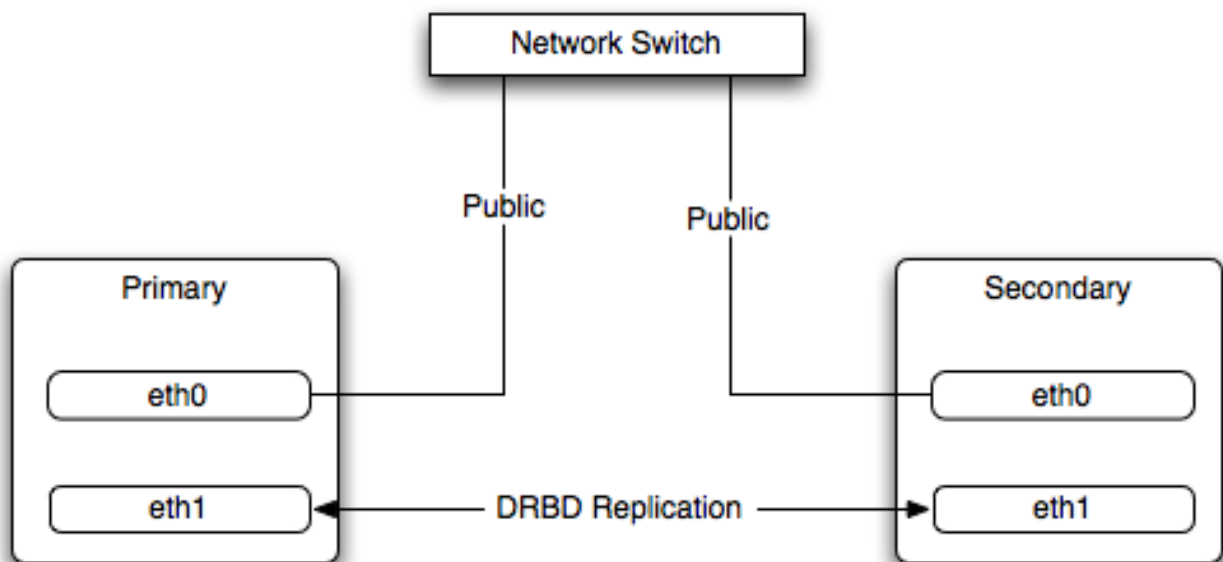 Network Switch
Public
Public
Primary
Secondary
eth0
eth0
eth1
DRBD Replication
eth1